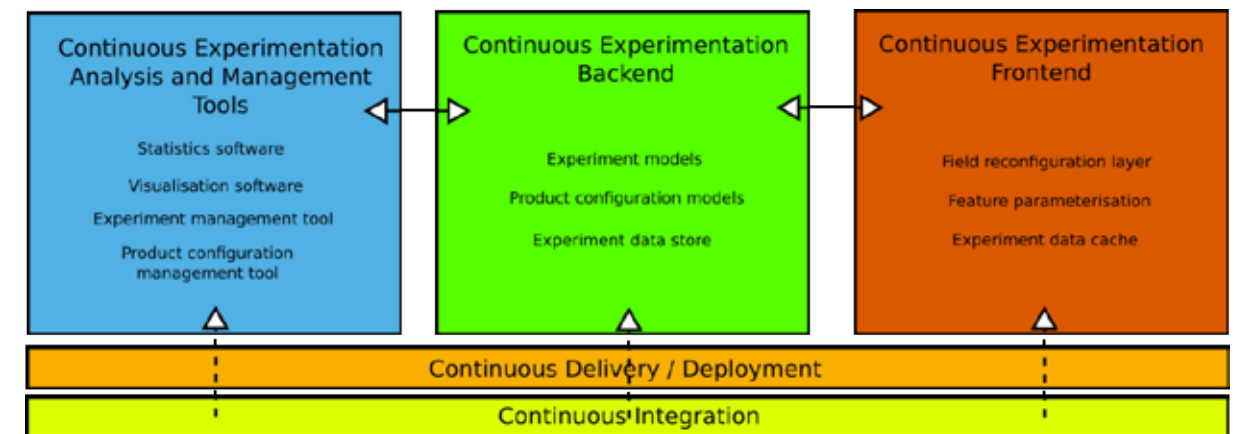 Continuous Experimentation
Analysis and Management
Tools
Statistics software
Visualisation software
Experiment management tool
Product configuration
management tool
Continuous Experimentation
Backend
Experiment models
Product configuration models
Experiment data store
Continuous Experimentation
Frontend
Field reconfiguration layer
Feature parameterisation
Experiment data cache
Continuous Delivery / Deployment
Continuous Integration